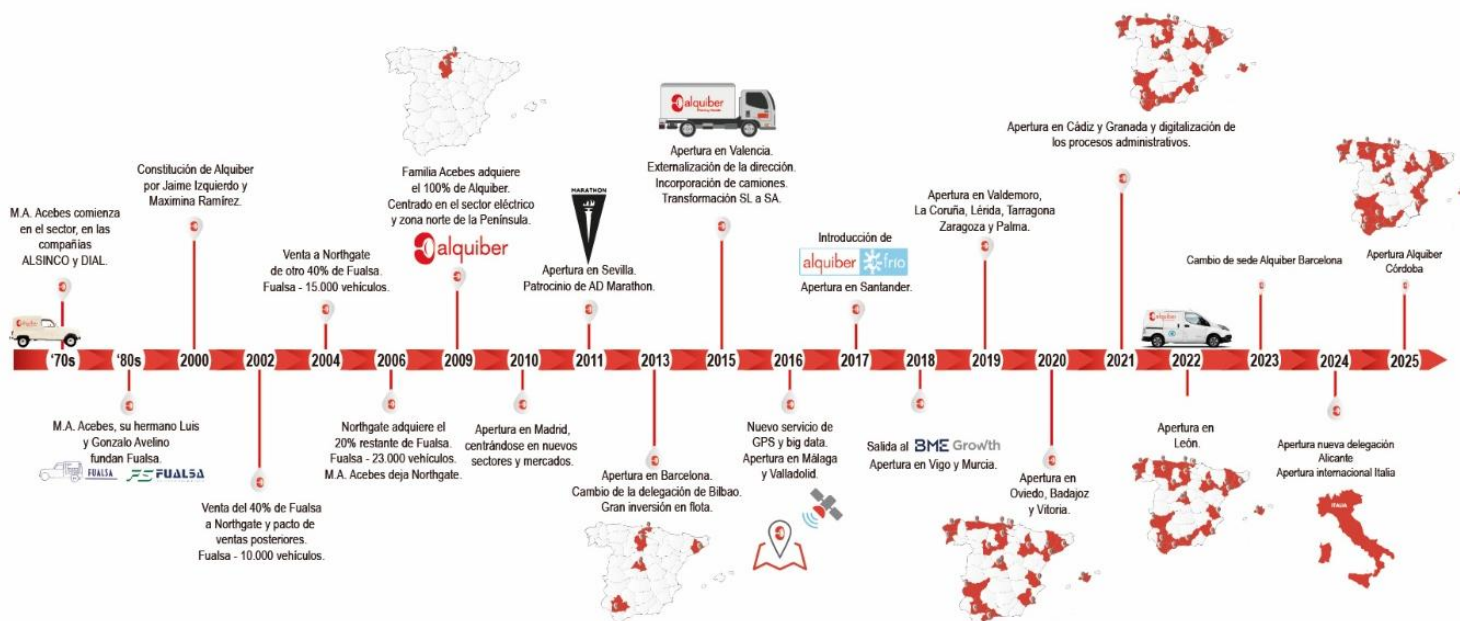 M.A. Acebes comienza
en el sector, en las
compañías
ALSINCO y DIAL.
Constitución de Alquiber
por Jaime Izquierdo y
Maximina Ramírez.
Venta a Northgate
de otro 40% de Fualsa.
Fualsa - 15.000 vehículos.
Familia Acebes adquiere
el 100% de Alquiber.
Centrado en el sector eléctrico
y zona norte de la Península.
alquiber
MARATHON
Apertura en Sevilla.
Patrocinio de AD Marathon.
alquiber
Apertura en Valencia.
Externalización de la dirección.
Incorporación de camiones.
Transformación SL a SA.
Introducción de
alquiber frío
Apertura en Santander.
Apertura en Valdemoro,
La Coruña, Lérida, Tarragona
Zaragoza y Palma.
Apertura en Cádiz y Granada y digitalización de
los procesos administrativos.
Cambio de sede Alquiber Barcelona
Apertura Alquiber
Córdoba
alquiber
alquiber
'70s '80s 2000 2002 2004 2006 2009 2010 2011 2013 2015 2016 2017 2018 2019 2020 2021 2022 2023 2024 2025
M.A. Acebes, su hermano Luis
y Gonzalo Avelino
fundan Fualsa.
FUALSA
FS FUALSA
Venta del 40% de Fualsa
a Northgate y pacto de
ventas posteriores.
Fualsa - 10.000 vehículos.
Northgate adquiere el
20% restante de Fualsa.
Fualsa - 23.000 vehículos.
M.A. Acebes deja Northgate.
Apertura en Madrid,
centrándose en nuevos
sectores y mercados.
Apertura en Barcelona.
Cambio de la delegación de Bilbao.
Gran inversión en flota.
Nuevo servicio de
GPS y big data.
Apertura en Málaga
y Valladolid.
Salida al BME Growth
Apertura en Vigo y Murcia.
Apertura en
Oviedo, Badajoz
y Vitoria.
Apertura en
León.
Apertura nueva delegación
Alicante
Apertura internacional Italia
ITALIA